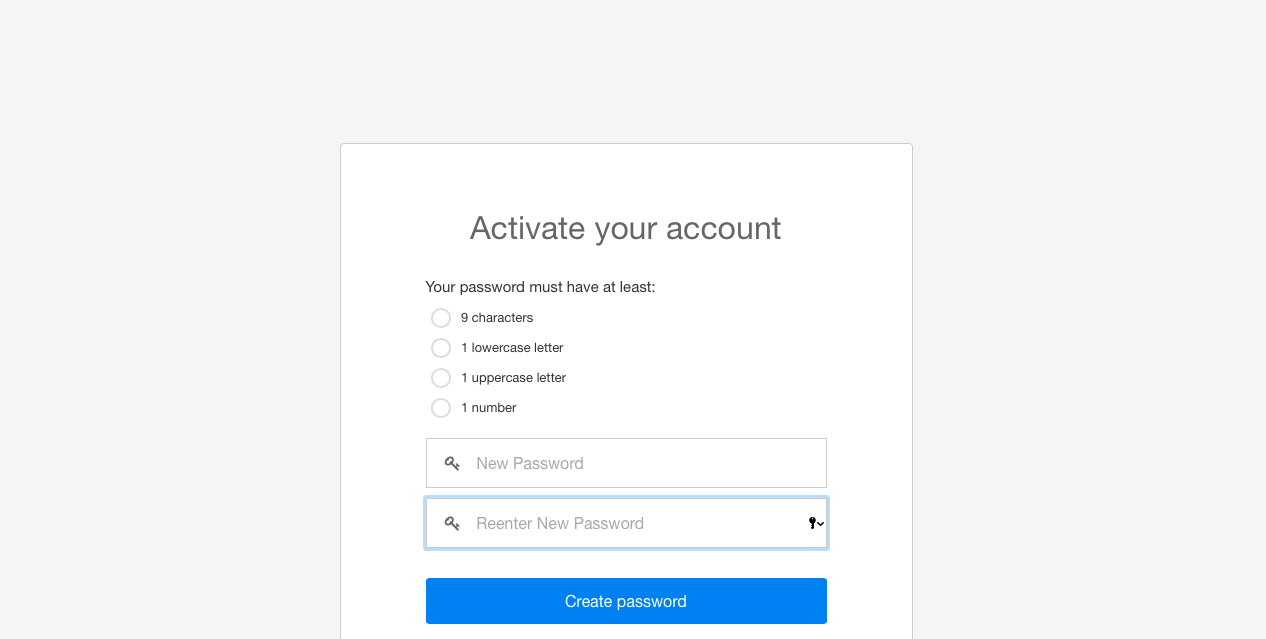 Activate your account
Your password must have at least:
9 characters
1 lowercase letter
1 uppercase letter
1 number
New Password
Reenter New Password
Create password